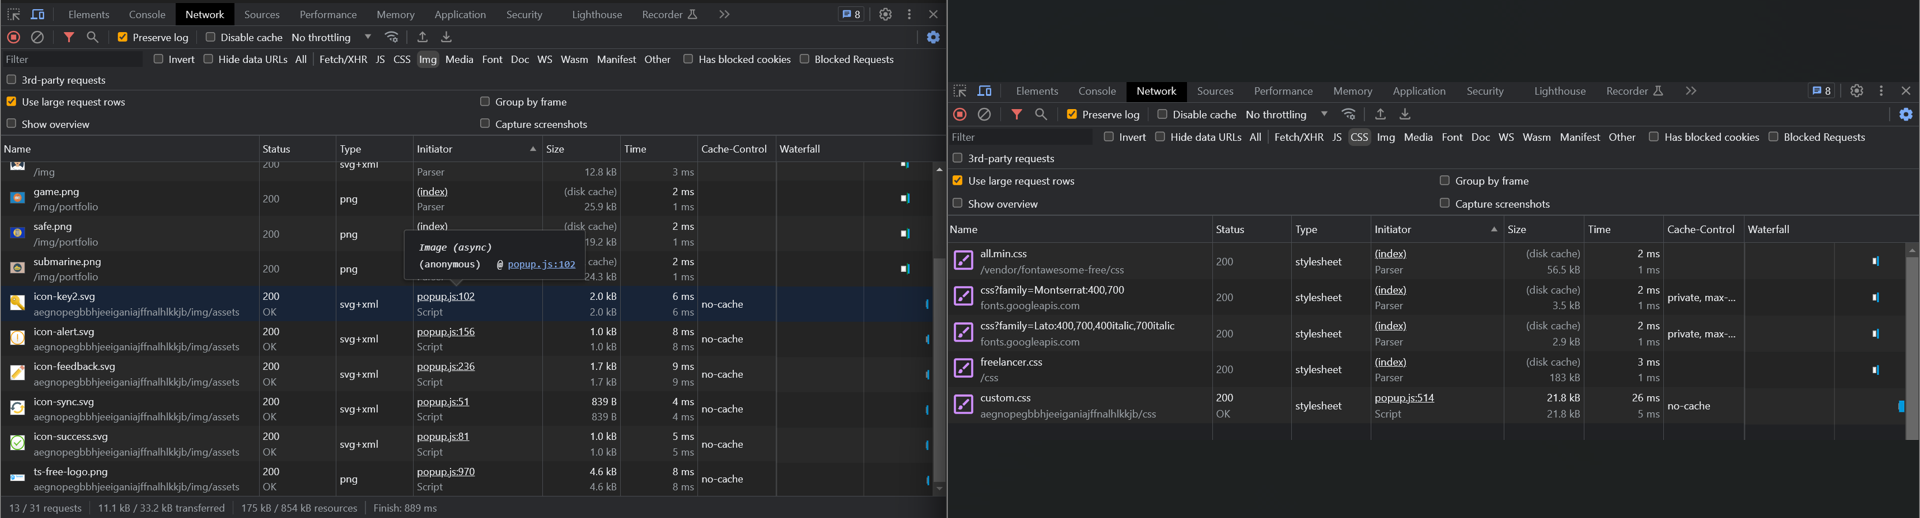 Elements Console Network Sources Performance Memory Application Security Lighthouse Recorder 8
Preserve log Disable cache No throttling
Filter Invert Hide data URLs All Fetch/XHR JS CSS Img Media Font Doc WS Wasm Manifest Other Has blocked cookies Blocked Requests
3rd-party requests
Use large request rows Group by frame
Show overview Capture screenshots
Name Status Type Initiator Size Time Cache-Control Waterfall
200 svg+xml
/img Parser 12.8 kB 3 ms
game.png (index) (disk cache) 2 ms
200 png
/img/portfolio Parser 25.9 kB 1 ms
safe.png (index) (disk cache) 2 ms
200 png
/img/portfolio 19.2 kB 1 ms
Image (async)
(anonymous) @ popup.js:102
submarine.png cache) 2 ms
200 png
/img/portfolio 24.3 kB 1 ms
icon-key2.svg 200 popup.js:102 2.0 kB 6 ms
svg+xml no-cache
aegnopegbbhjeeiganiajffnalhlkkjb/img/assets OK Script 2.0 kB 6 ms
icon-alert.svg 200 popup.js:156 1.0 kB 8 ms
svg+xml no-cache
aegnopegbbhjeeiganiajffnalhlkkjb/img/assets OK Script 1.0 kB 8 ms
icon-feedback.svg 200 popup.js:236 1.7 kB 9 ms
svg+xml no-cache
aegnopegbbhjeeiganiajffnalhlkkjb/img/assets OK Script 1.7 kB 9 ms
icon-sync.svg 200 popup.js:51 839 B 4 ms
svg+xml no-cache
aegnopegbbhjeeiganiajffnalhlkkjb/img/assets OK Script 839 B 4 ms
icon-success.svg 200 popup.js:81 1.0 kB 5 ms
svg+xml no-cache
aegnopegbbhjeeiganiajffnalhlkkjb/img/assets OK Script 1.0 kB 5 ms
ts-free-logo.png 200 popup.js:970 4.6 kB 8 ms
png no-cache
aegnopegbbhjeeiganiajffnalhlkkjb/img/assets OK Script 4.6 kB 8 ms
13 / 31 requests 11.1 kB / 33.2 kB transferred 175 kB / 854 kB resources Finish: 889 ms
Elements Console Network Sources Performance Memory Application Security Lighthouse Recorder 8
Preserve log Disable cache No throttling
Filter Invert Hide data URLs All Fetch/XHR JS CSS Img Media Font Doc WS Wasm Manifest Other Has blocked cookies Blocked Requests
3rd-party requests
Use large request rows Group by frame
Show overview Capture screenshots
Name Status Type Initiator Size Time Cache-Control Waterfall
all.min.css (index) (disk cache) 2 ms
200 stylesheet
/vendor/fontawesome-free/css Parser 56.5 kB 1 ms
css?family=Montserrat:400,700 (index) (disk cache) 2 ms
200 stylesheet private, max-...
fonts.googleapis.com Parser 3.5 kB 1 ms
css?family=Lato:400,700,400italic,700italic (index) (disk cache) 2 ms
200 stylesheet private, max-...
fonts.googleapis.com Parser 2.9 kB 1 ms
freelancer.css (index) (disk cache) 3 ms
200 stylesheet
/css Parser 183 kB 1 ms
custom.css 200 popup.js:514 21.8 kB 26 ms
stylesheet no-cache
aegnopegbbhjeeiganiajffnalhlkkjb/css OK Script 21.8 kB 5 ms